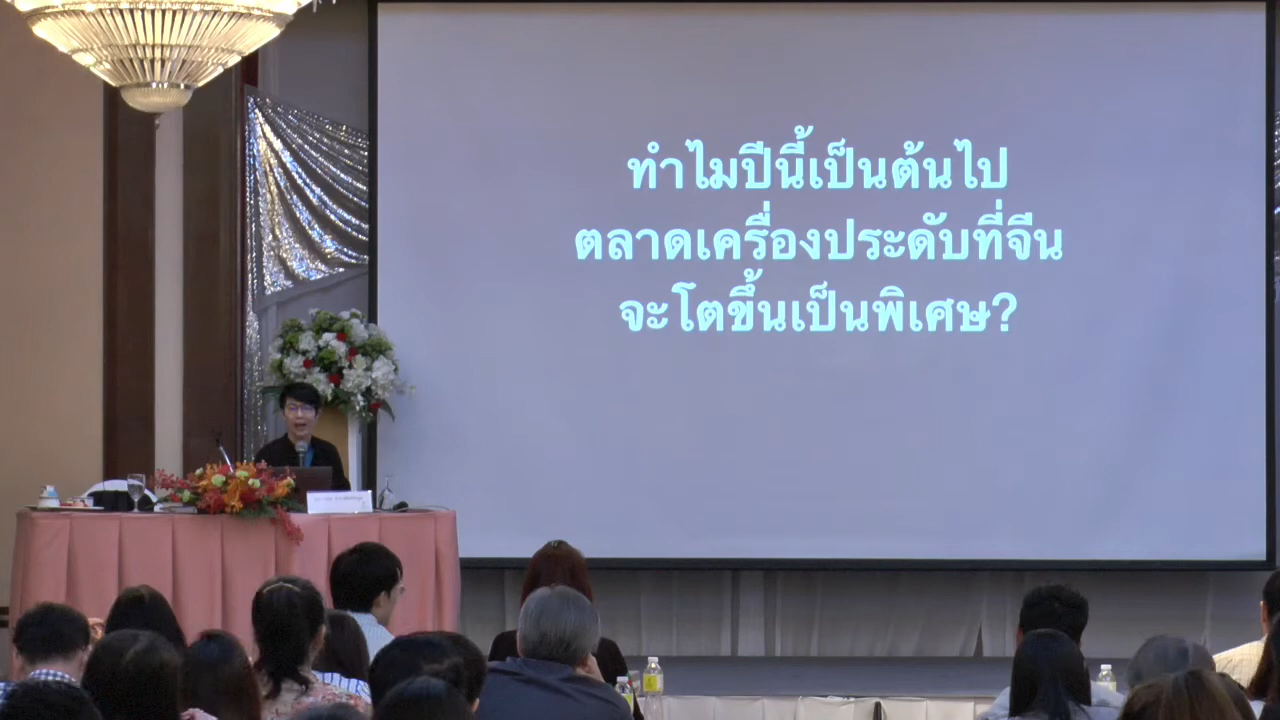 ทำไมปีนี้เป็นต้นไป
ตลาดเครื่องประดับที่จีน
จะโตขึ้นเป็นพิเศษ?